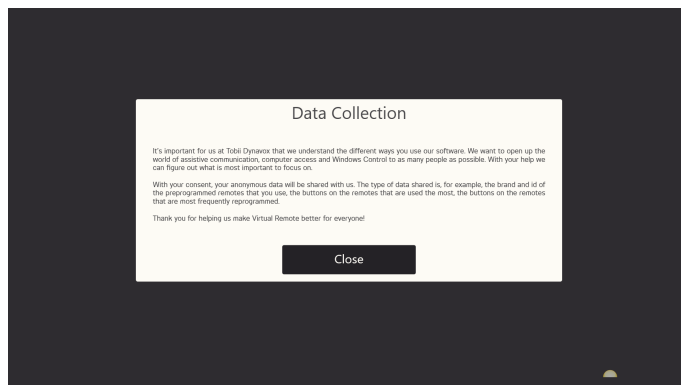 Data Collection
It's important for us at Tobii Dynavox that we understand the different ways you use our software. We want to open up the
world of assistive communication, computer access and Windows Control to as many people as possible. With your help we
can figure out what is most important to focus on.
With your consent, your anonymous data will be shared with us. The type of data shared is, for example, the brand and id of
the preprogrammed remotes that you use, the buttons on the remotes that are used the most, the buttons on the remotes
that are most frequently reprogrammed.
Thank you for helping us make Virtual Remote better for everyone!
Close